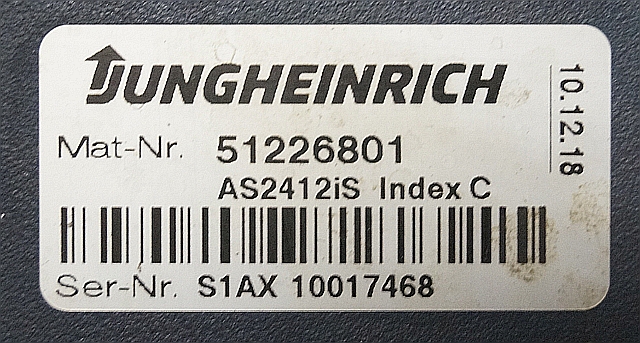 JUNGHEINRICH
Mat-Nr. 51226801
AS2412iS Index C
Ser-Nr. S1AX 10017468
10.12.18